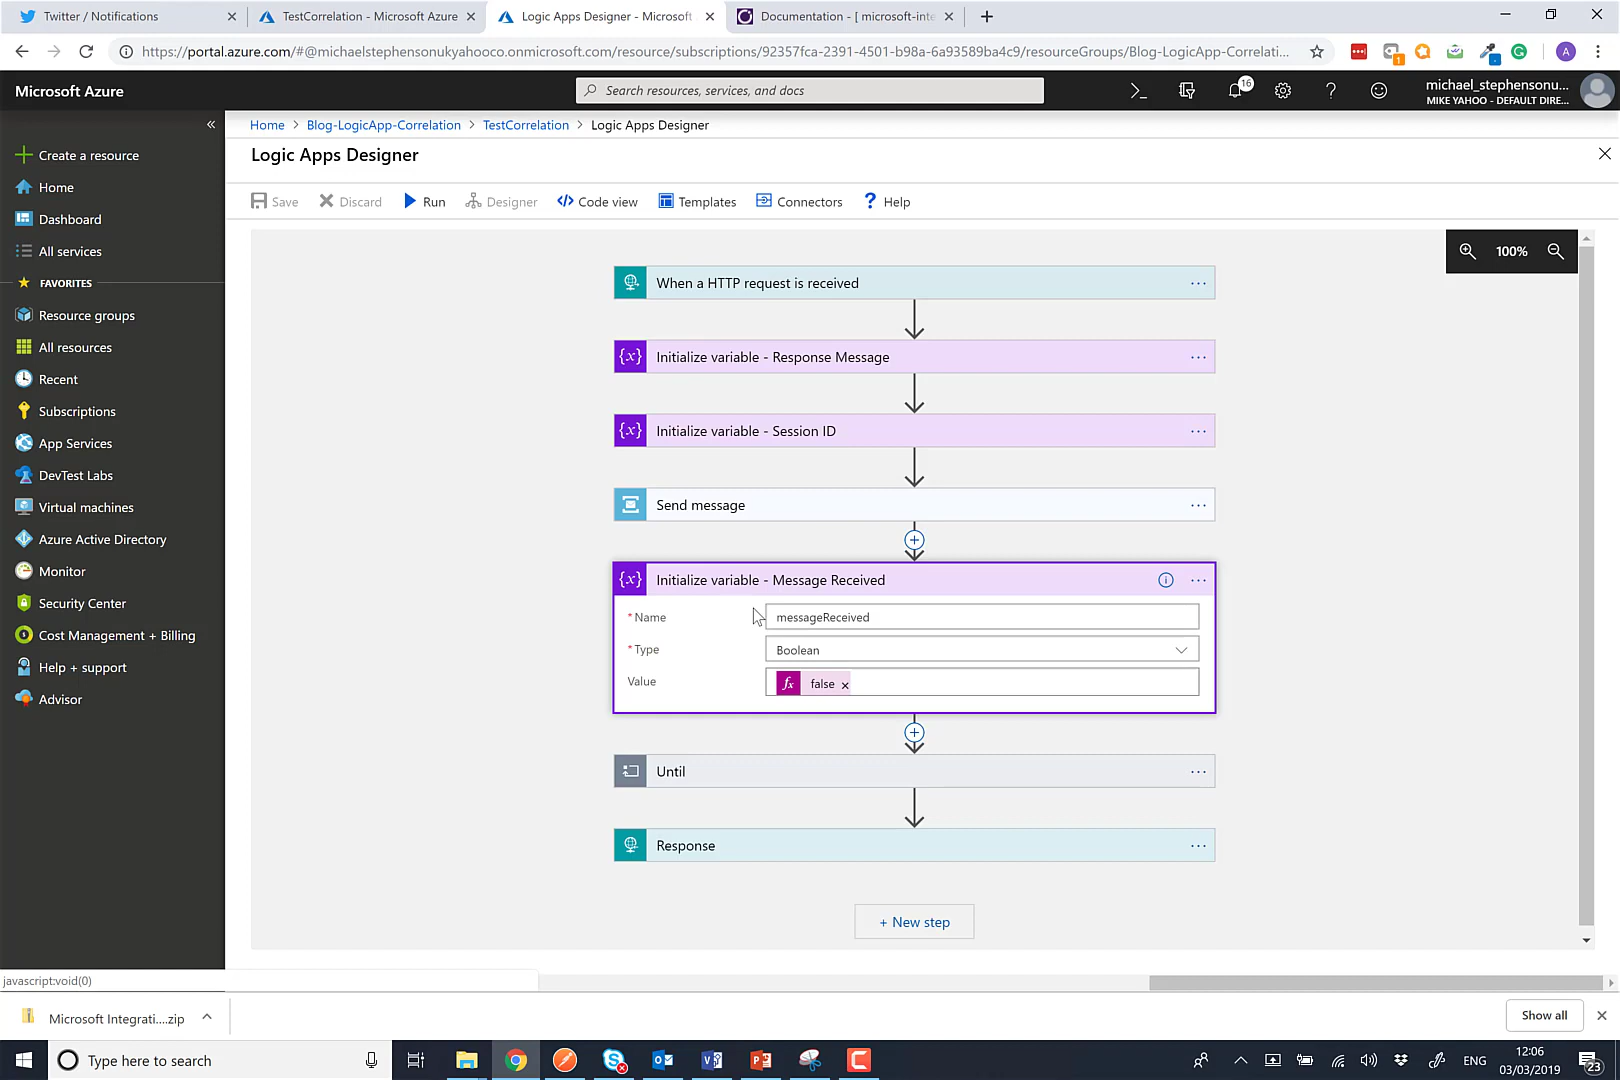 Twitter / Notifications
TestCorrelation - Microsoft Azure
Logic Apps Designer - Microsoft
Documentation - [ microsoft-inte
https://portal.azure.com/#@michaelstephensonukyahooco.onmicrosoft.com/resource/subscriptions/92357fca-2391-4501-b98a-6a93589ba4c9/resourceGroups/Blog-LogicApp-Correlati...
1
A
Microsoft Azure
Search resources, services, and docs
16
michael_stephensonu...
MIKE YAHOO - DEFAULT DIRE...
Home > Blog-LogicApp-Correlation > TestCorrelation > Logic Apps Designer
Logic Apps Designer
Save
Discard
Run
Designer
Code view
Templates
Connectors
Help
Create a resource
Home
Dashboard
All services
FAVORITES
Resource groups
All resources
Recent
Subscriptions
App Services
DevTest Labs
Virtual machines
Azure Active Directory
Monitor
Security Center
Cost Management + Billing
Help + support
Advisor
100%
When a HTTP request is received
{x} Initialize variable - Response Message
{x} Initialize variable - Session ID
Send message
{x} Initialize variable - Message Received
* Name
messageReceived
* Type
Boolean
Value
fx false x
Until
Response
+ New step
javascript:void(0)
Microsoft Integrati....zip
Show all
Type here to search
ENG
12:06
03/03/2019
23